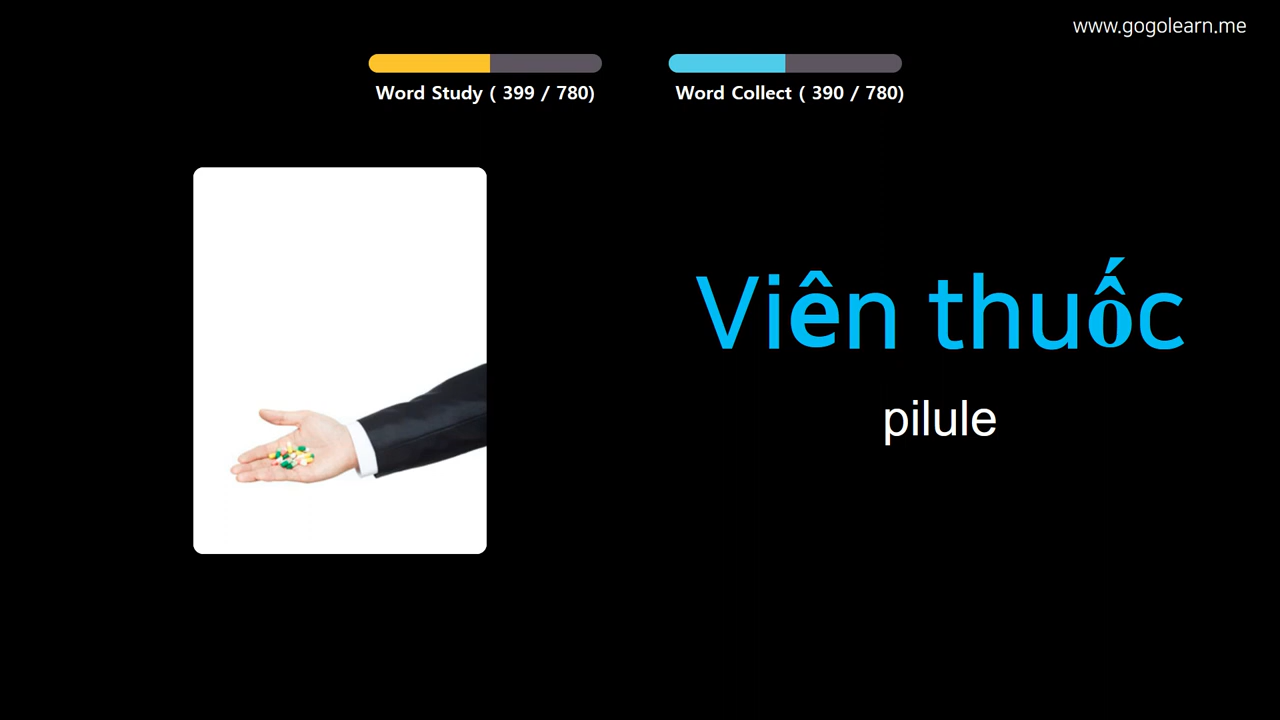 www.gogolearn.me
Word Study ( 399 / 780)
Word Collect ( 390 / 780)
Viên thuốc
pilule